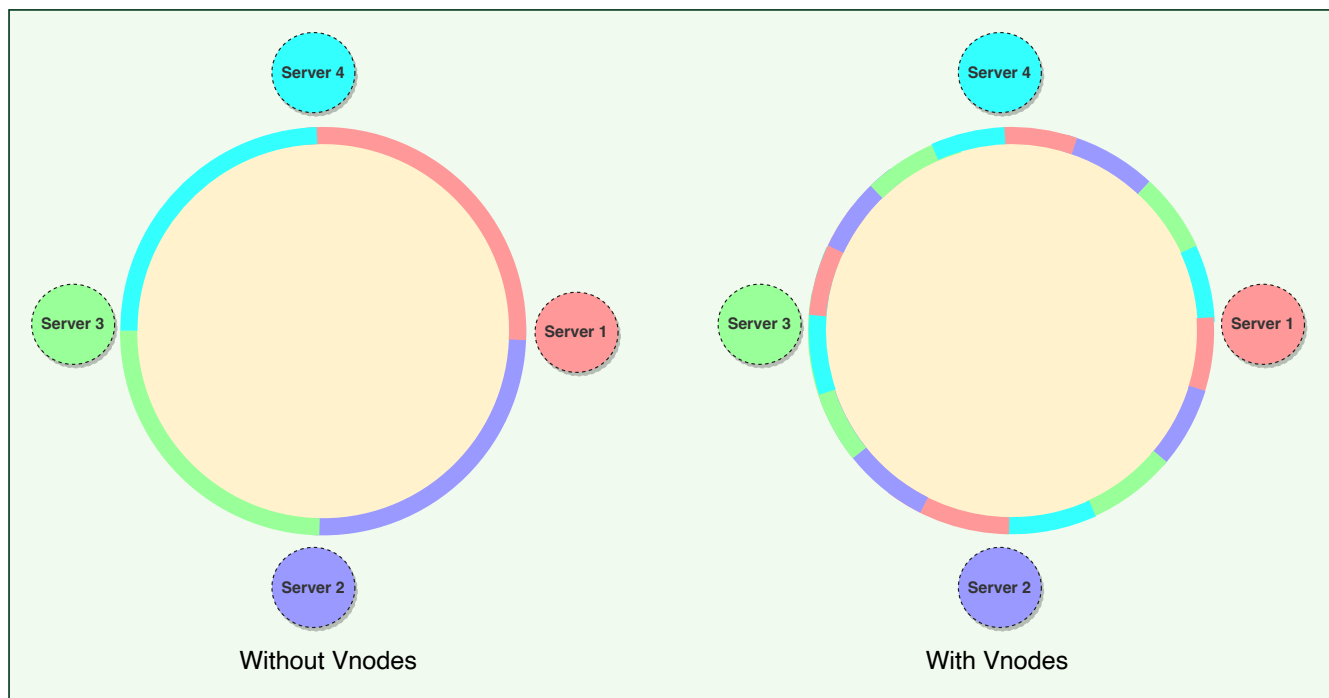 Server 4
Server 3
Server 1
Server 2
Without Vnodes
Server 4
Server 3
Server 1
Server 2
With Vnodes